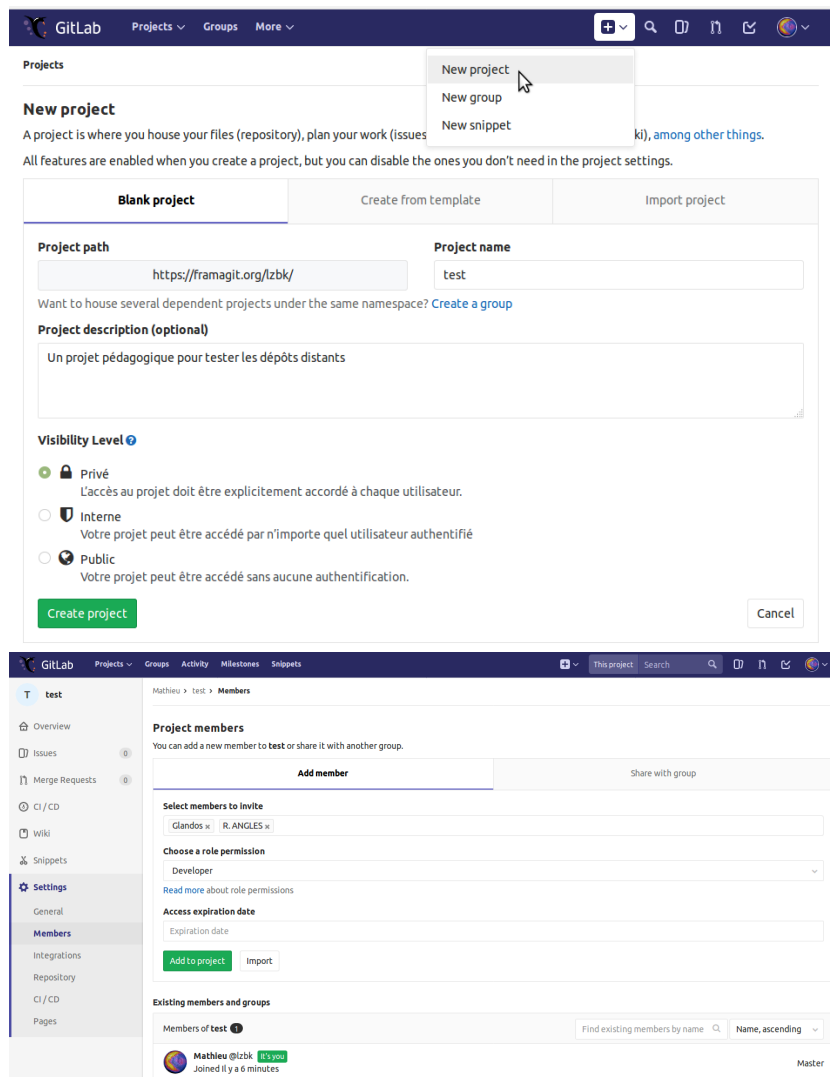 GitLab Projects Groups More
Projects
New project
New group
New snippet
New project
A project is where you house your files (repository), plan your work (issues ki), among other things.
All features are enabled when you create a project, but you can disable the ones you don't need in the project settings.
Blank project Create from template Import project
Project path Project name
https://framagit.org/lzbk/ test
Want to house several dependent projects under the same namespace? Create a group
Project description (optional)
Un projet pédagogique pour tester les dépôts distants
Visibility Level
Privé
L'accès au projet doit être explicitement accordé à chaque utilisateur.
Interne
Votre projet peut être accédé par n'importe quel utilisateur authentifié
Public
Votre projet peut être accédé sans aucune authentification.
Create project Cancel
GitLab Projects Groups Activity Milestones Snippets This project Search
T test
Overview
Issues 0
Merge Requests 0
CI / CD
Wiki
Snippets
Settings
General
Members
Integrations
Repository
CI / CD
Pages
Mathieu > test > Members
Project members
You can add a new member to test or share it with another group.
Add member Share with group
Select members to invite
Glandos x R. ANGLES x
Choose a role permission
Developer
Read more about role permissions
Access expiration date
Expiration date
Add to project Import
Existing members and groups
Members of test 1 Find existing members by name Name, ascending
Mathieu @lzbk It's you
Joined Il y a 6 minutes Master